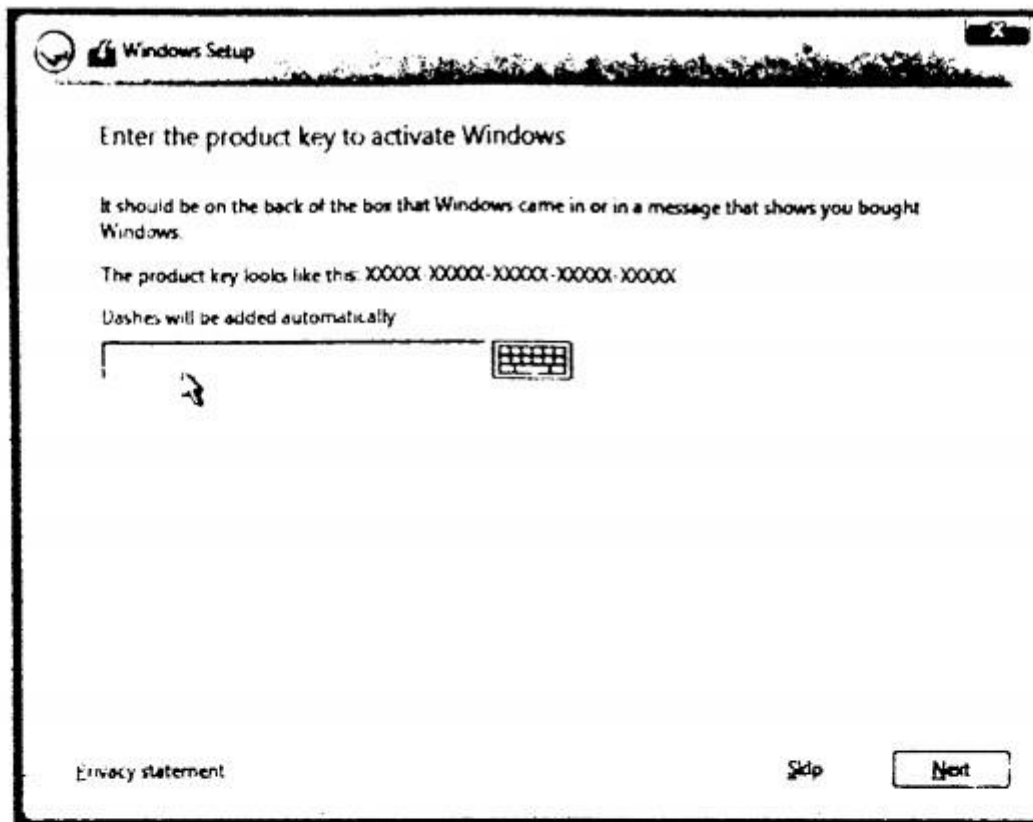 Windows Setup
Enter the product key to activate Windows
It should be on the back of the box that Windows came in or in a message that shows you bought
Windows.
The product key looks like this: XXXXX-XXXXX-XXXXX-XXXXX-XXXXX
Dashes will be added automatically
Privacy statement
Skip
Next